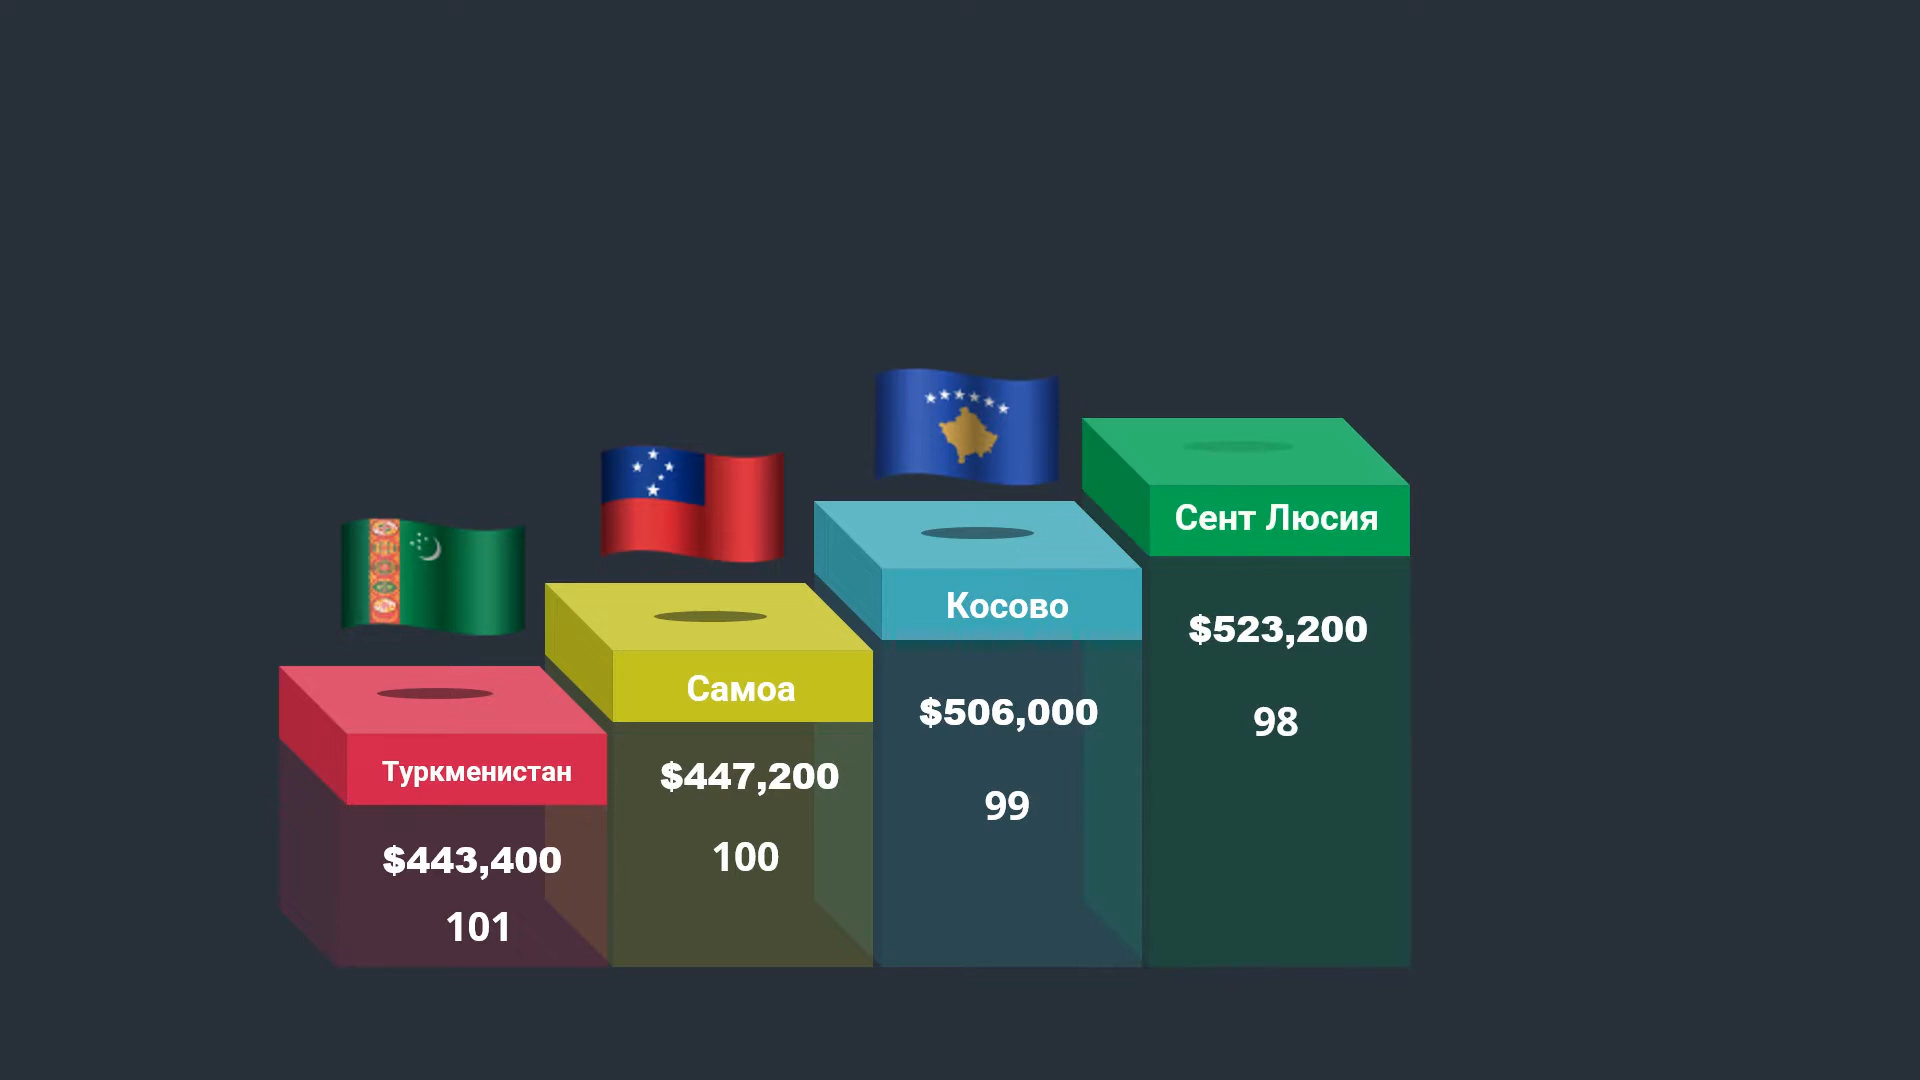 Туркменистан
$443,400
101
Самоа
$447,200
100
Косово
$506,000
99
Сент Люсия
$523,200
98